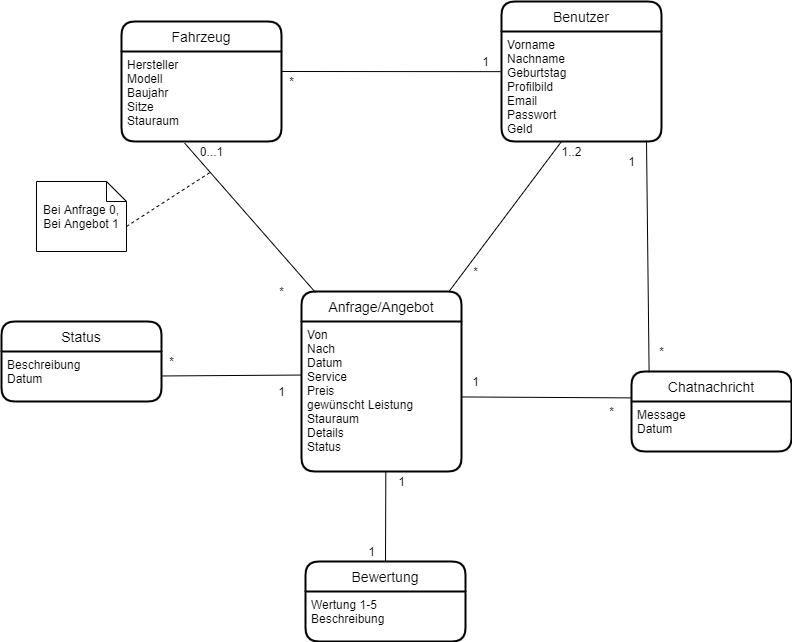 Fahrzeug
Hersteller
Modell
Baujahr
Sitze
Stauraum
Benutzer
Vorname
Nachname
Geburtstag
Profilbild
Email
Passwort
Geld
1
*
0...1
1..2
1
Bei Anfrage 0,
Bei Angebot 1
*
*
Anfrage/Angebot
Von
Nach
Datum
Service
Preis
gewünscht Leistung
Stauraum
Details
Status
Status
Beschreibung
Datum
*
1
*
Chatnachricht
Message
Datum
1
*
1
1
Bewertung
Wertung 1-5
Beschreibung